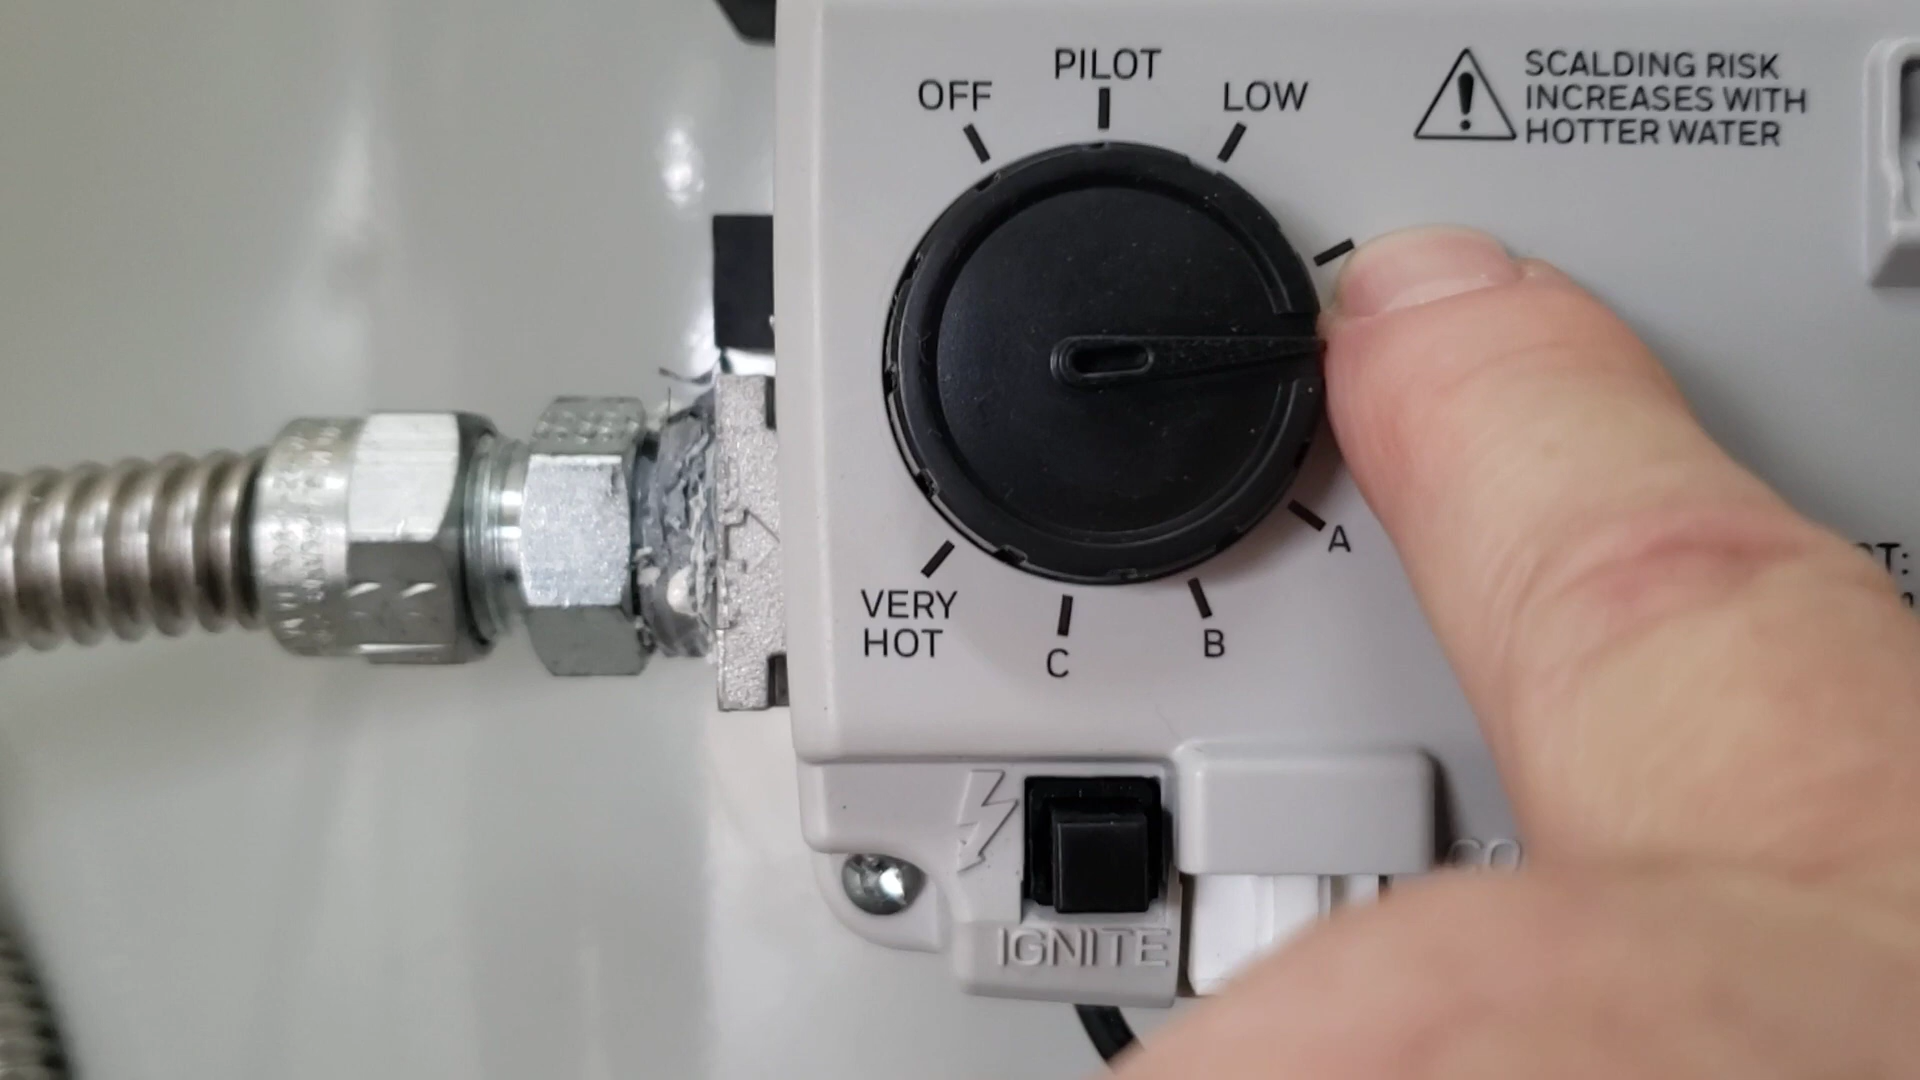 OFF
PILOT
LOW
SCALDING RISK
INCREASES WITH
HOTTER WATER
A
B
C
VERY
HOT
IGNITE